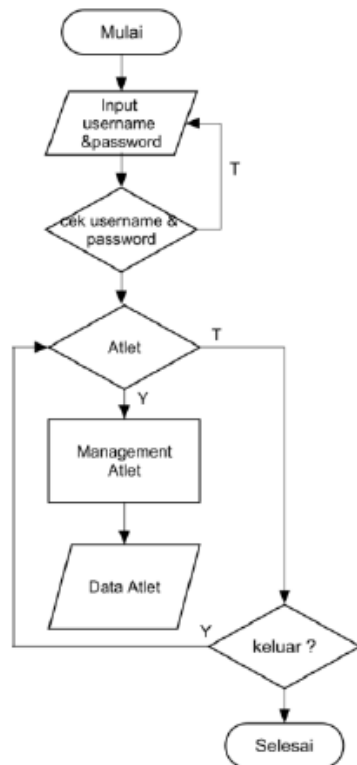 Mulai
Input
username
&password
T
cek username &
password
Atlet
T
Y
Management
Atlet
Data Atlet
Y
keluar ?
Selesai